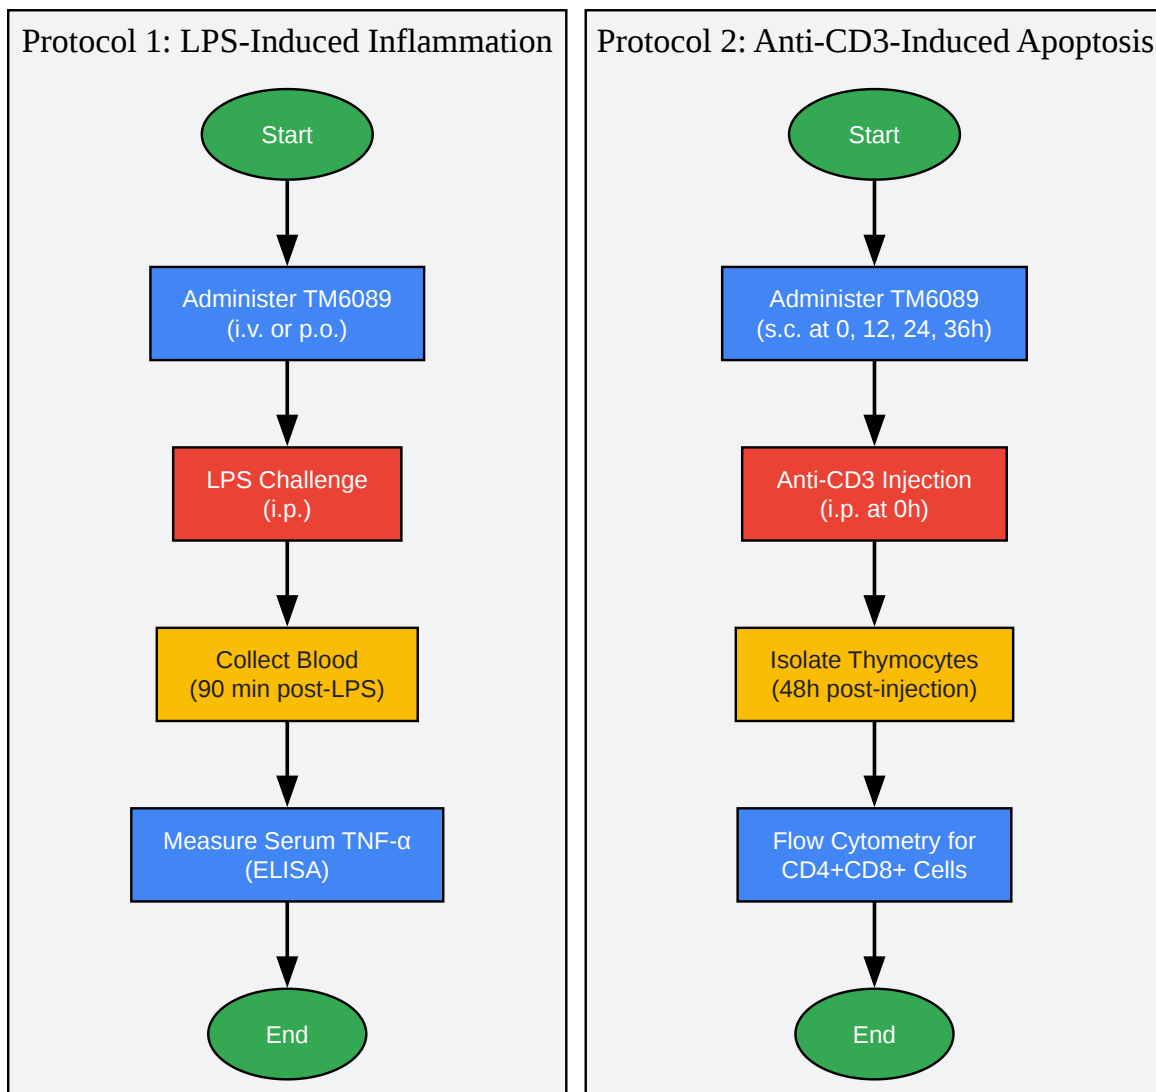 Protocol 1: LPS-Induced Inflammation
Start
Administer TM6089
(i.v. or p.o.)
LPS Challenge
(i.p.)
Collect Blood
(90 min post-LPS)
Measure Serum TNF-α
(ELISA)
End
Protocol 2: Anti-CD3-Induced Apoptosis
Start
Administer TM6089
(s.c. at 0, 12, 24, 36h)
Anti-CD3 Injection
(i.p. at 0h)
Isolate Thymocytes
(48h post-injection)
Flow Cytometry for
CD4+CD8+ Cells
End